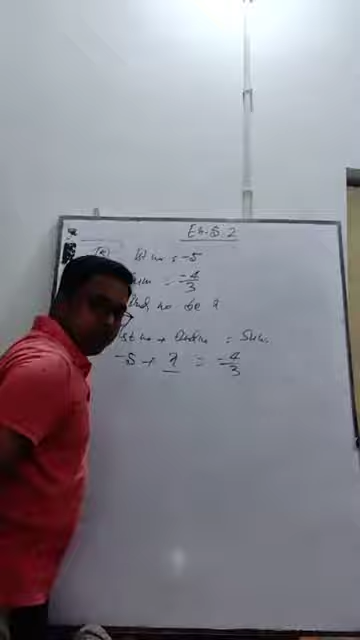 Ex-5.2
1st no = -5
Sum = -4/3
2nd no be x
1st no + 2nd no = Sum
-5 + x = -4/3